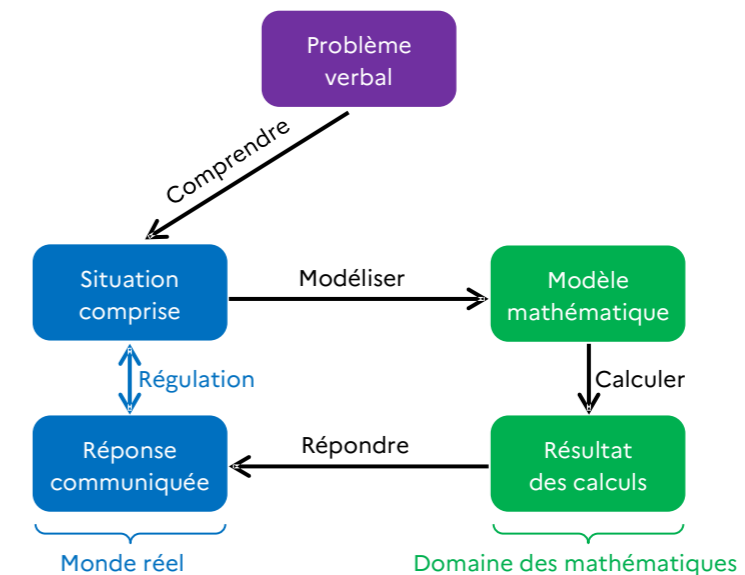 Problème
verbal
Comprendre
Situation
comprise
Modéliser
Modèle
mathématique
Régulation
Calculer
Réponse
communiquée
Répondre
Résultat
des calculs
Monde réel
Domaine des mathématiques